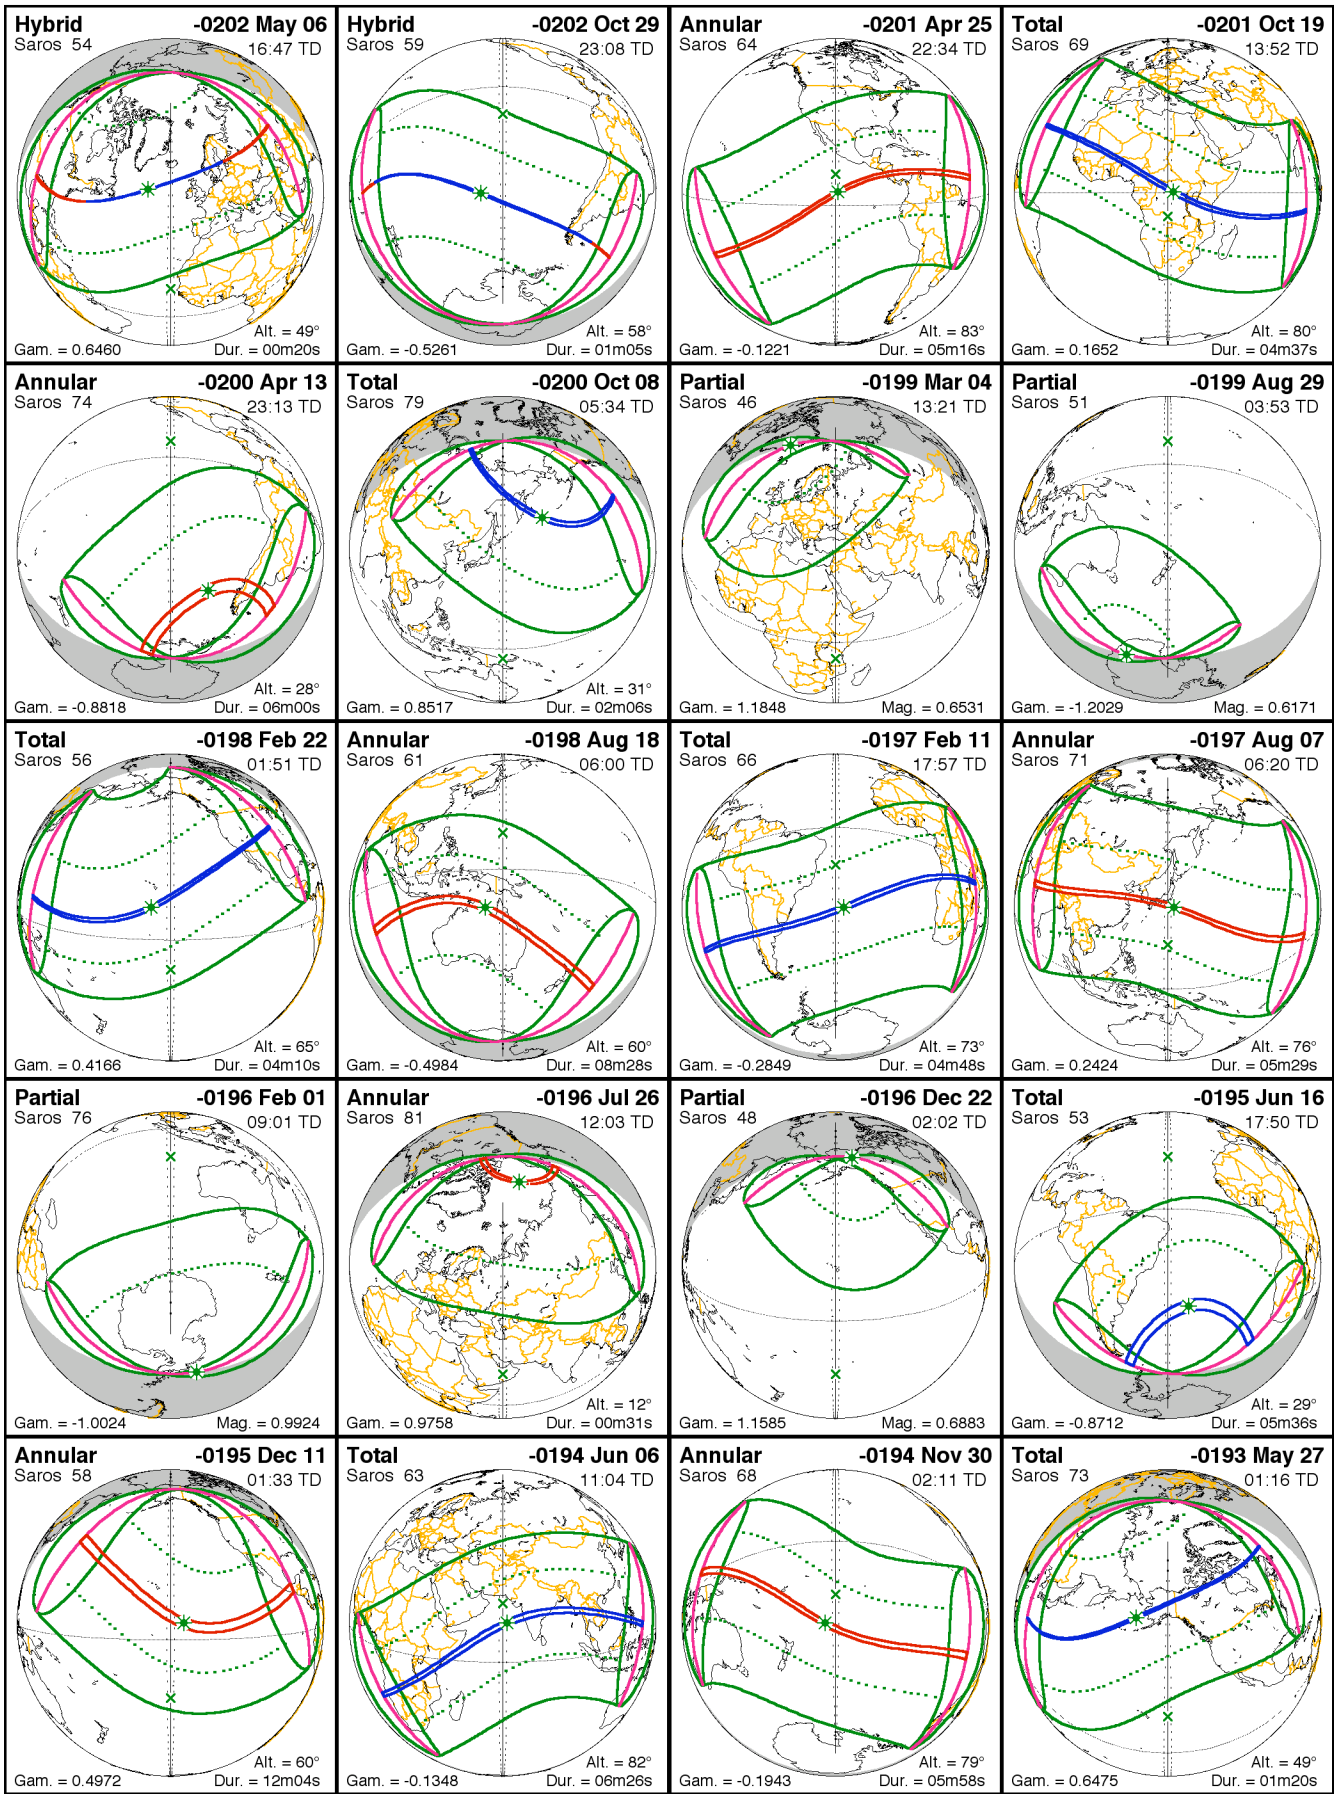 Hybrid -0202 May 06
Saros 54 16:47 TD
Alt. = 49°
Gam. = 0.6460 Dur. = 00m20s
Hybrid -0202 Oct 29
Saros 59 23:08 TD
Alt. = 58°
Gam. = -0.5261 Dur. = 01m05s
Annular -0201 Apr 25
Saros 64 22:34 TD
Alt. = 83°
Gam. = -0.1221 Dur. = 05m16s
Total -0201 Oct 19
Saros 69 13:52 TD
Alt. = 80°
Gam. = 0.1652 Dur. = 04m37s
Annular -0200 Apr 13
Saros 74 23:13 TD
Alt. = 28°
Gam. = -0.8818 Dur. = 06m00s
Total -0200 Oct 08
Saros 79 05:34 TD
Alt. = 31°
Gam. = 0.8517 Dur. = 02m06s
Partial -0199 Mar 04
Saros 46 13:21 TD
Gam. = 1.1848 Mag. = 0.6531
Partial -0199 Aug 29
Saros 51 03:53 TD
Gam. = -1.2029 Mag. = 0.6171
Total -0198 Feb 22
Saros 56 01:51 TD
Alt. = 65°
Gam. = 0.4166 Dur. = 04m10s
Annular -0198 Aug 18
Saros 61 06:00 TD
Alt. = 60°
Gam. = -0.4984 Dur. = 08m28s
Total -0197 Feb 11
Saros 66 17:57 TD
Alt. = 73°
Gam. = -0.2849 Dur. = 04m48s
Annular -0197 Aug 07
Saros 71 06:20 TD
Alt. = 76°
Gam. = 0.2424 Dur. = 05m29s
Partial -0196 Feb 01
Saros 76 09:01 TD
Gam. = -1.0024 Mag. = 0.9924
Annular -0196 Jul 26
Saros 81 12:03 TD
Alt. = 12°
Gam. = 0.9758 Dur. = 00m31s
Partial -0196 Dec 22
Saros 48 02:02 TD
Gam. = 1.1585 Mag. = 0.6883
Total -0195 Jun 16
Saros 53 17:50 TD
Alt. = 29°
Gam. = -0.8712 Dur. = 05m36s
Annular -0195 Dec 11
Saros 58 01:33 TD
Alt. = 60°
Gam. = 0.4972 Dur. = 12m04s
Total -0194 Jun 06
Saros 63 11:04 TD
Alt. = 82°
Gam. = -0.1348 Dur. = 06m26s
Annular -0194 Nov 30
Saros 68 02:11 TD
Alt. = 79°
Gam. = -0.1943 Dur. = 05m58s
Total -0193 May 27
Saros 73 01:16 TD
Alt. = 49°
Gam. = 0.6475 Dur. = 01m20s